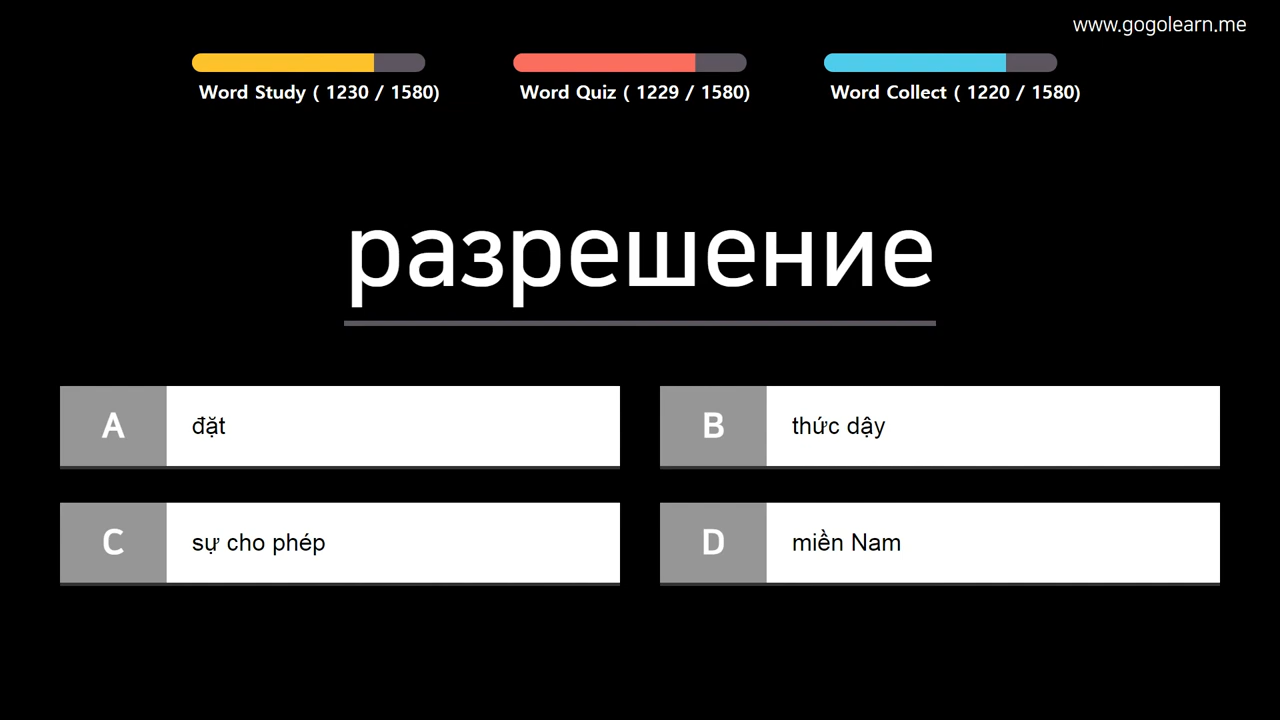 www.gogolearn.me
Word Study ( 1230 / 1580)
Word Quiz ( 1229 / 1580)
Word Collect ( 1220 / 1580)
разрешение
A đặt
B thức dậy
C sự cho phép
D miền Nam